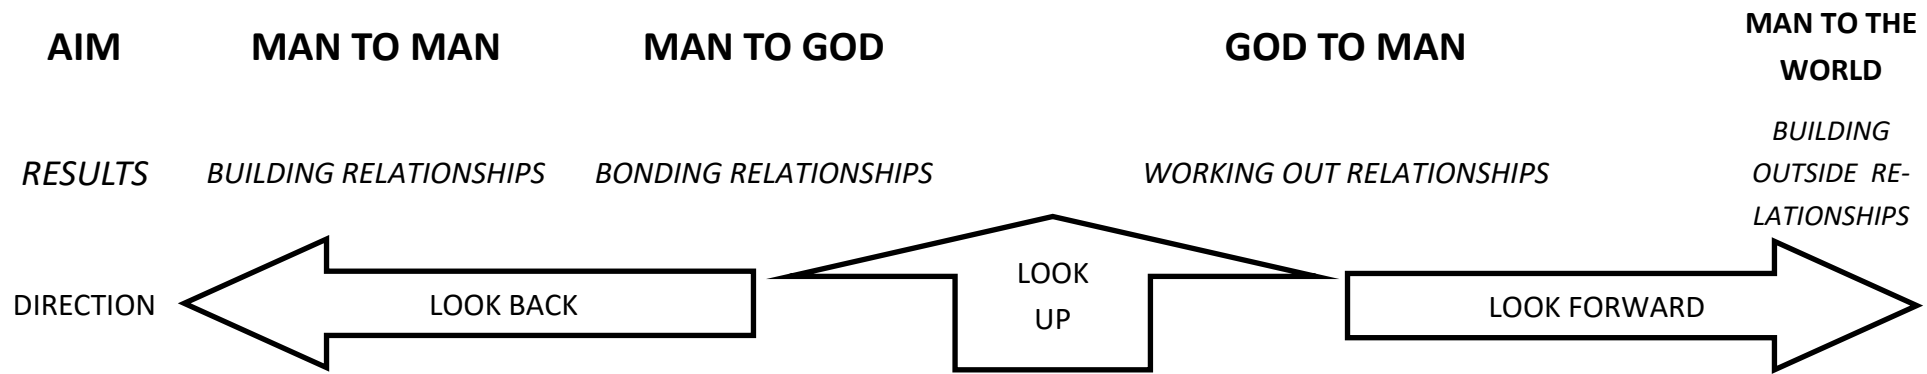 AIM
MAN TO MAN
MAN TO GOD
GOD TO MAN
MAN TO THE
WORLD
RESULTS
BUILDING RELATIONSHIPS
BONDING RELATIONSHIPS
WORKING OUT RELATIONSHIPS
BUILDING
OUTSIDE RE-
LATIONSHIPS
DIRECTION
LOOK BACK
LOOK
UP
LOOK FORWARD